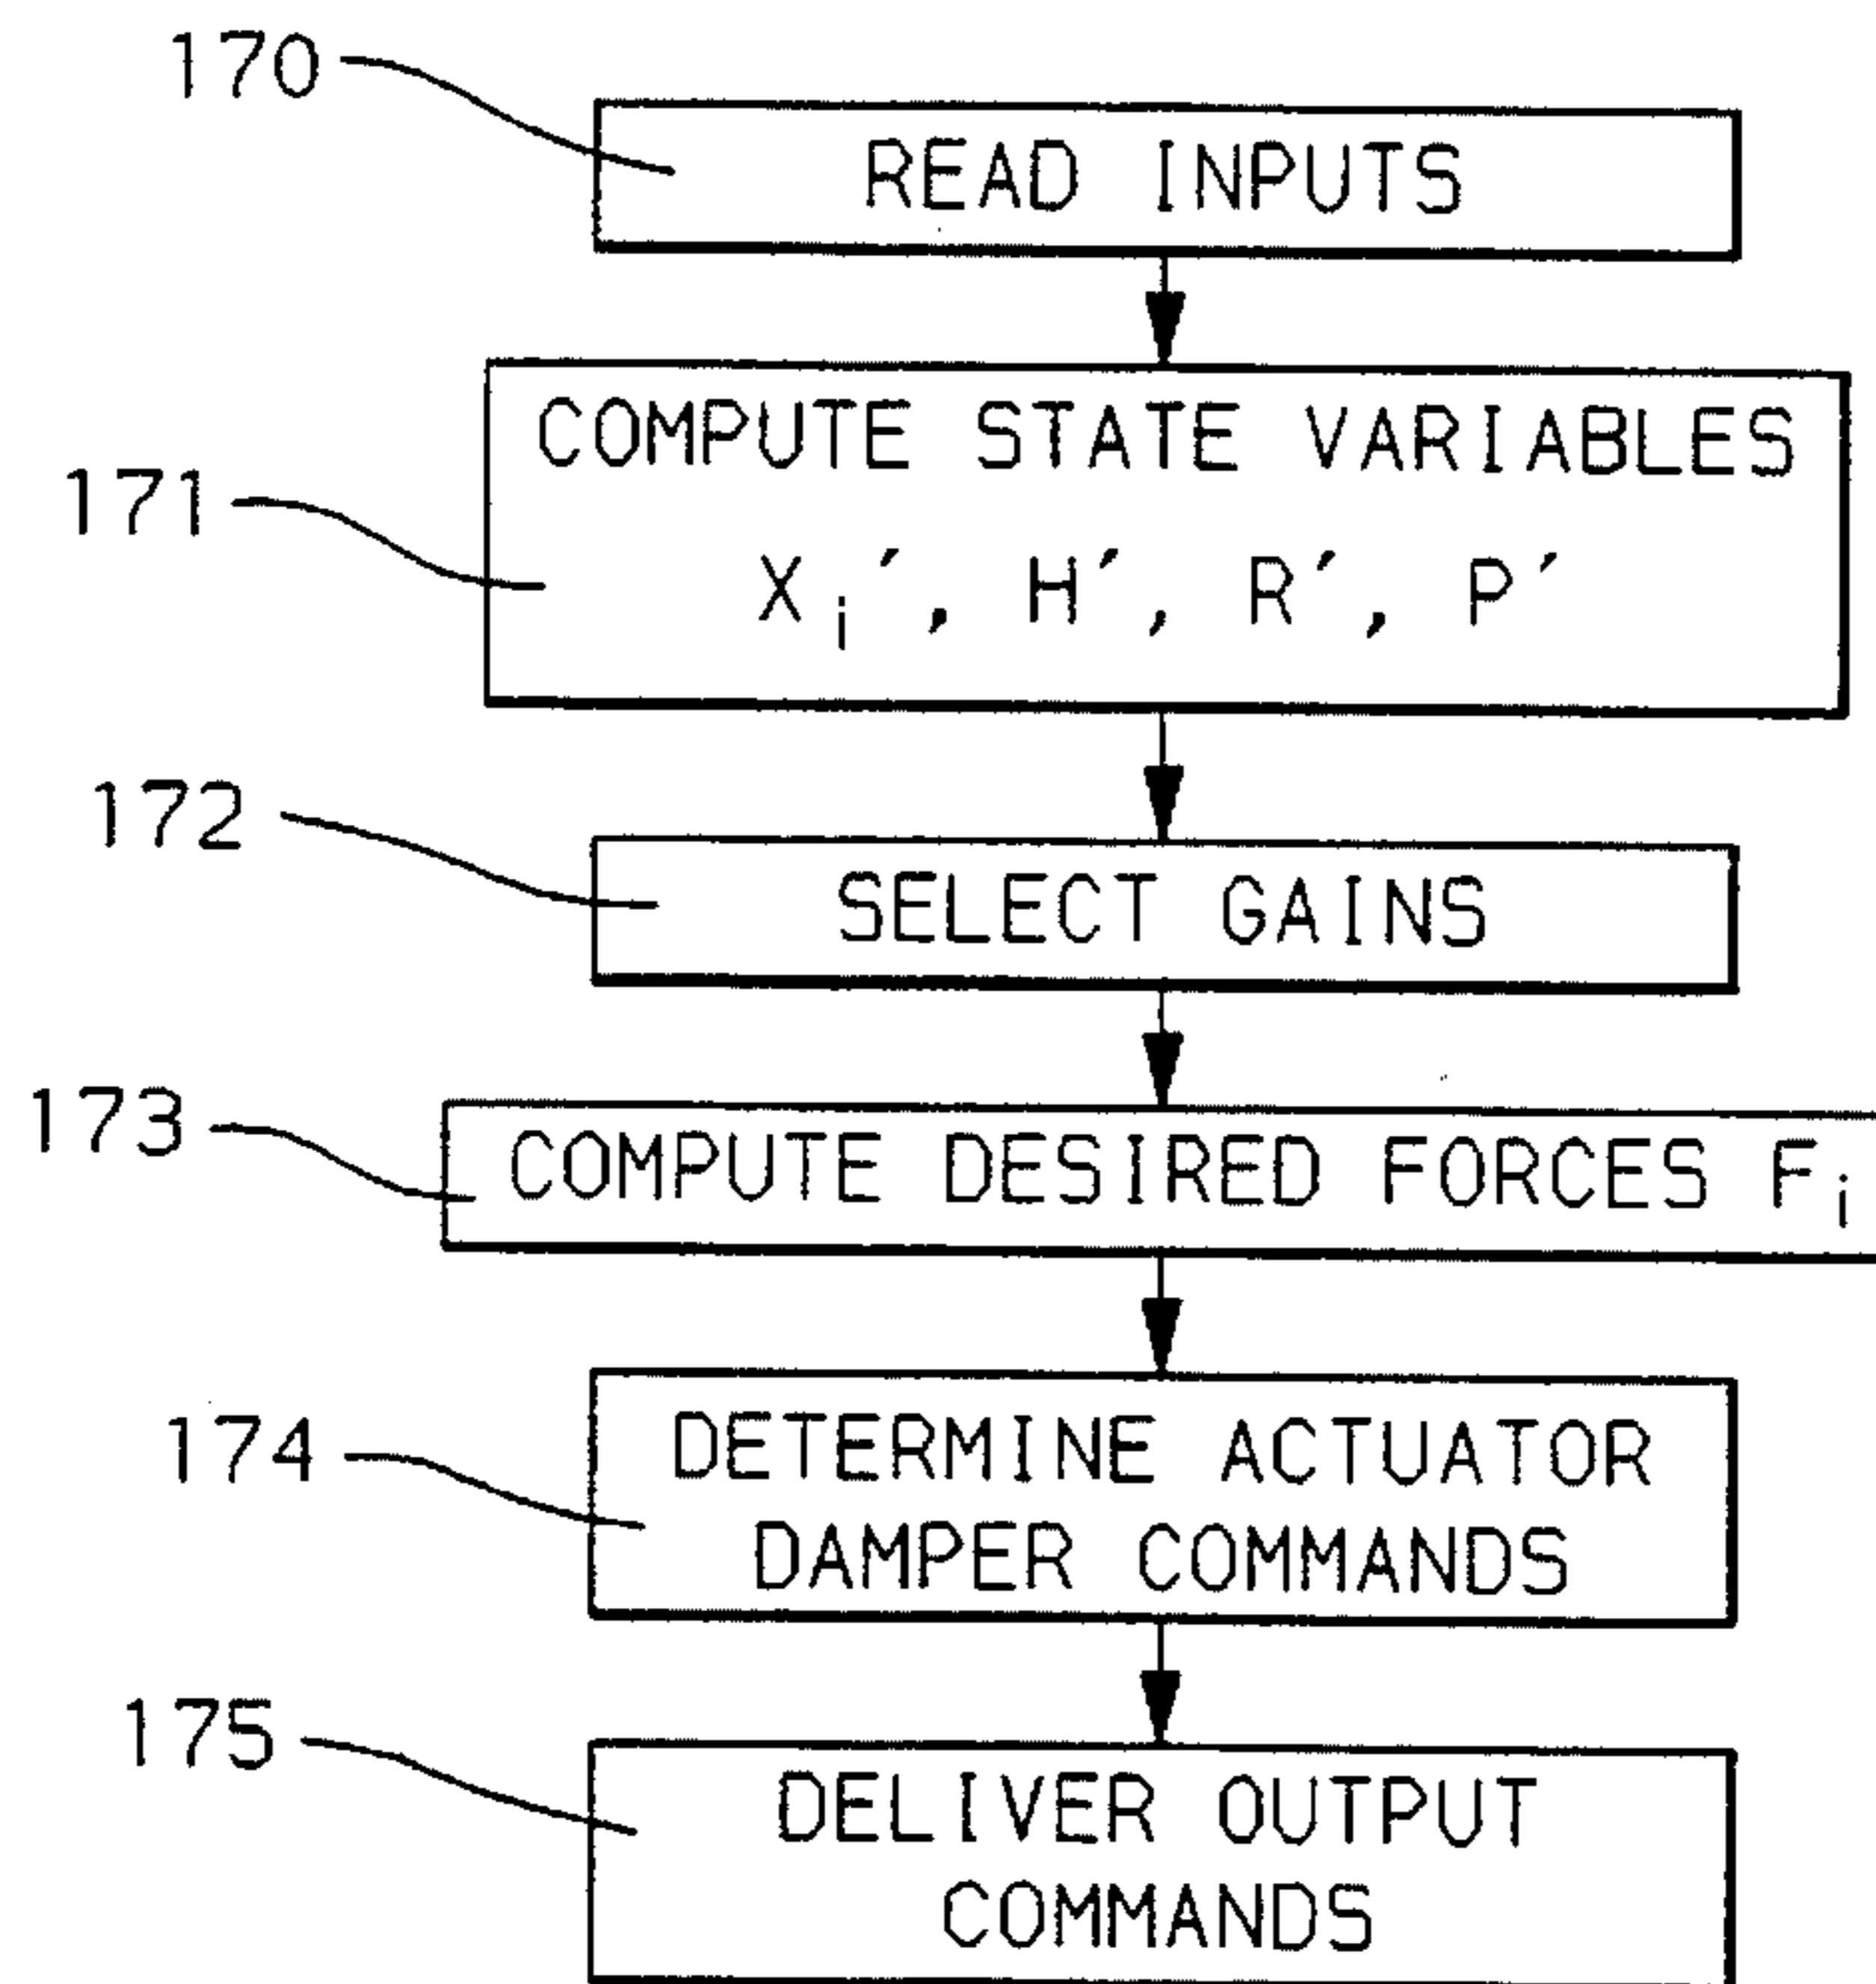 170
READ INPUTS
COMPUTE STATE VARIABLES
171
Xi', H', R', P'
172
SELECT GAINS
173
COMPUTE DESIRED FORCES Fi
174
DETERMINE ACTUATOR
DAMPER COMMANDS
175
DELIVER OUTPUT
COMMANDS